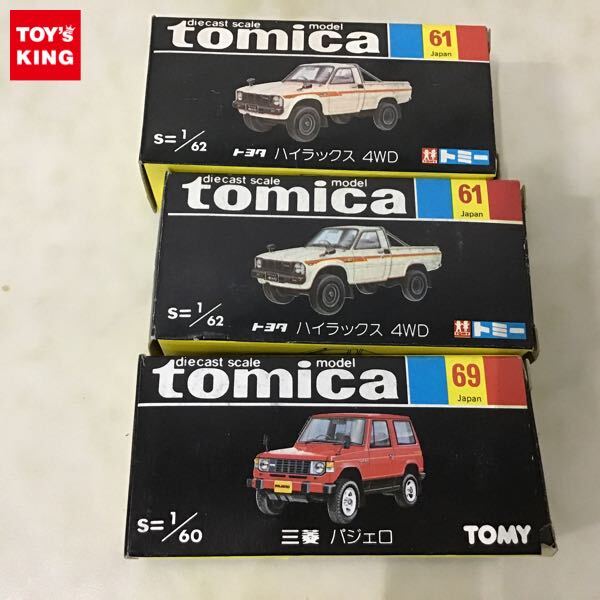 TOY'S
KING
diecast scale model
tomica
61
Japan
S=1/62
トヨタ ハイラックス 4WD
トミー
diecast scale model
tomica
61
Japan
S=1/62
トヨタ ハイラックス 4WD
トミー
diecast scale model
tomica
69
Japan
S=1/60
三菱 パジェロ
TOMY